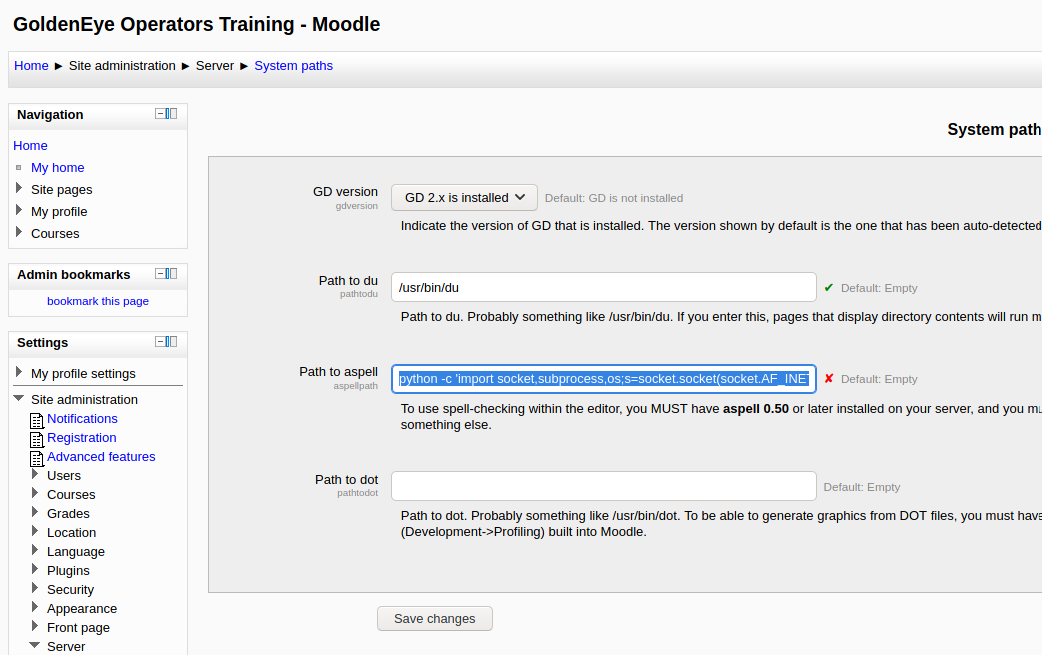 GoldenEye Operators Training - Moodle
Home ► Site administration ► Server ► System paths
Navigation
Home
My home
Site pages
My profile
Courses
Admin bookmarks
bookmark this page
Settings
My profile settings
Site administration
Notifications
Registration
Advanced features
Users
Courses
Grades
Location
Language
Plugins
Security
Appearance
Front page
Server
System path
GD version
gdversion
GD 2.x is installed
Default: GD is not installed
Indicate the version of GD that is installed. The version shown by default is the one that has been auto-detected
Path to du
pathtodu
/usr/bin/du
✔ Default: Empty
Path to du. Probably something like /usr/bin/du. If you enter this, pages that display directory contents will run m
Path to aspell
aspellpath
python -c 'import socket,subprocess,os;s=socket.socket(socket.AF_INET
✘ Default: Empty
To use spell-checking within the editor, you MUST have aspell 0.50 or later installed on your server, and you mu
something else.
Path to dot
pathtodot
Default: Empty
Path to dot. Probably something like /usr/bin/dot. To be able to generate graphics from DOT files, you must have
(Development->Profiling) built into Moodle.
Save changes